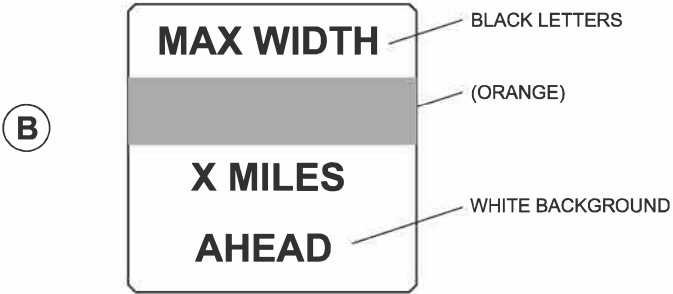 MAX WIDTH
BLACK LETTERS
(ORANGE)
B
X MILES
AHEAD
WHITE BACKGROUND